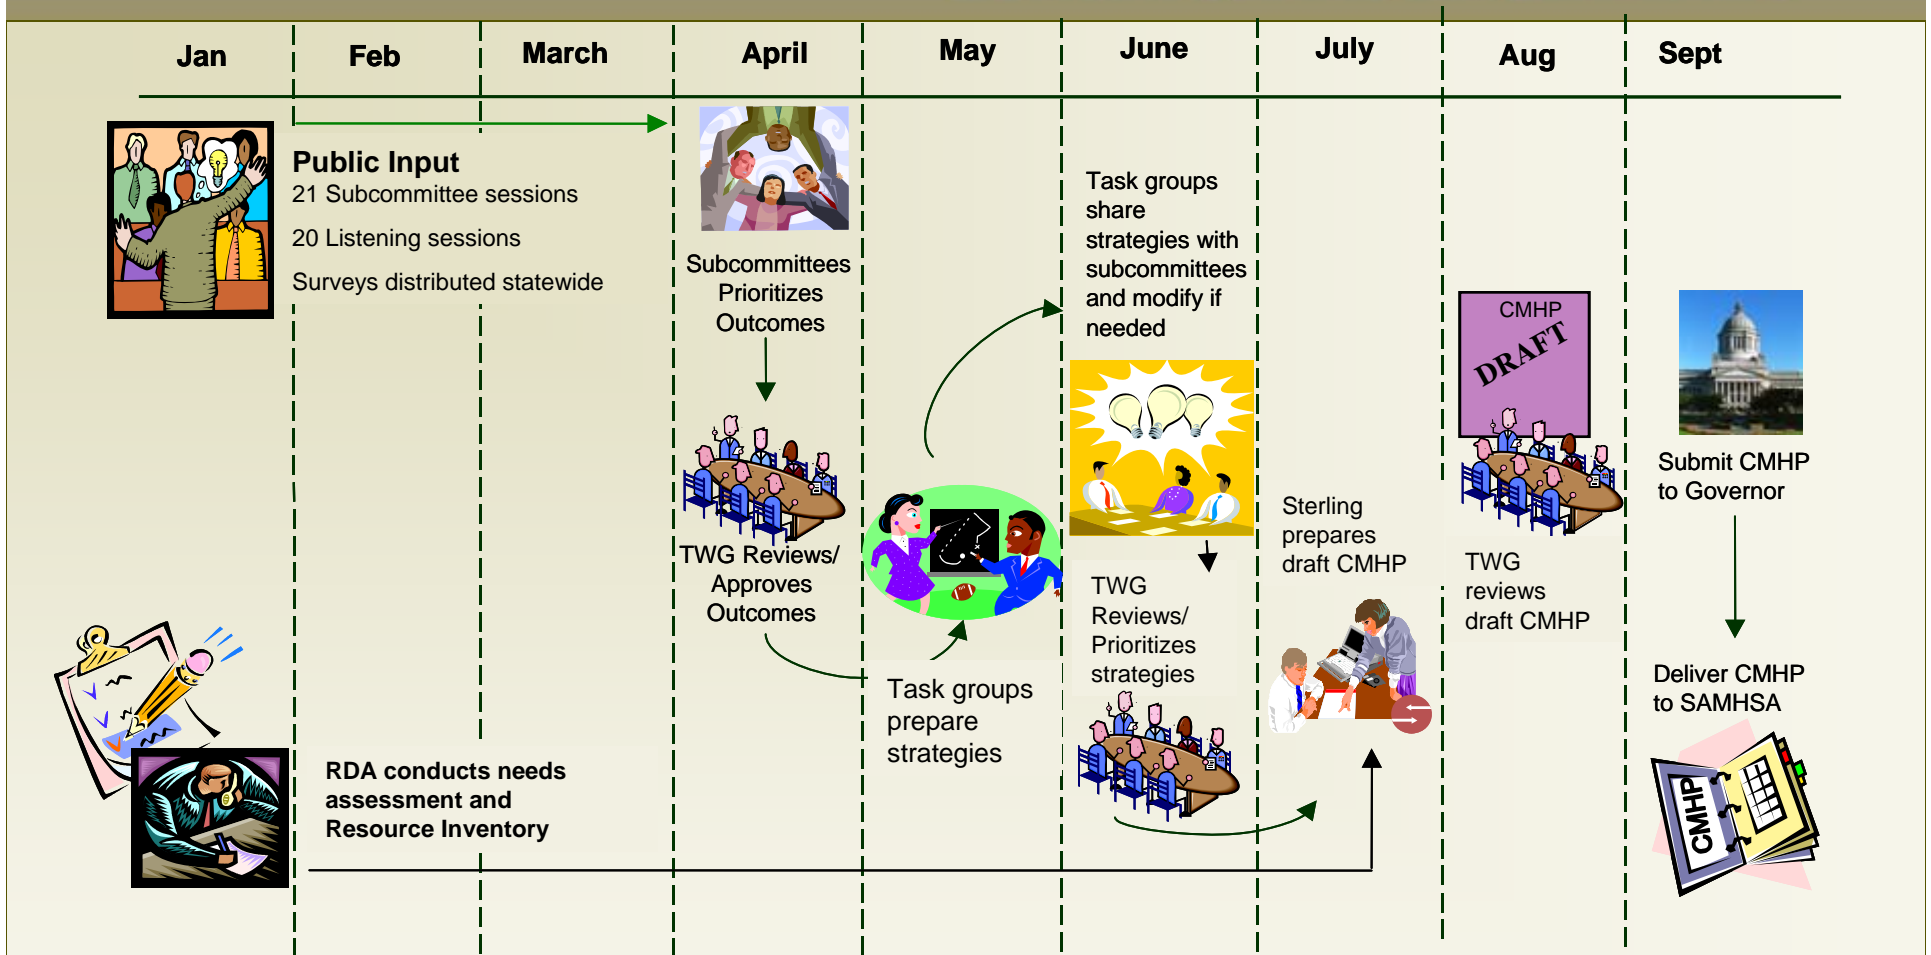 Jan
Feb
March
April
May
June
July
Aug
Sept
Public Input
21 Subcommittee sessions
20 Listening sessions
Surveys distributed statewide
Subcommittees
Prioritizes
Outcomes
TWG Reviews/
Approves
Outcomes
Task groups
prepare
strategies
Task groups
share
strategies with
subcommittees
and modify if
needed
TWG
Reviews/
Prioritizes
strategies
Sterling
prepares
draft CMHP
CMHP
DRAFT
TWG
reviews
draft CMHP
Submit CMHP
to Governor
Deliver CMHP
to SAMHSA
CMHP
RDA conducts needs
assessment and
Resource Inventory